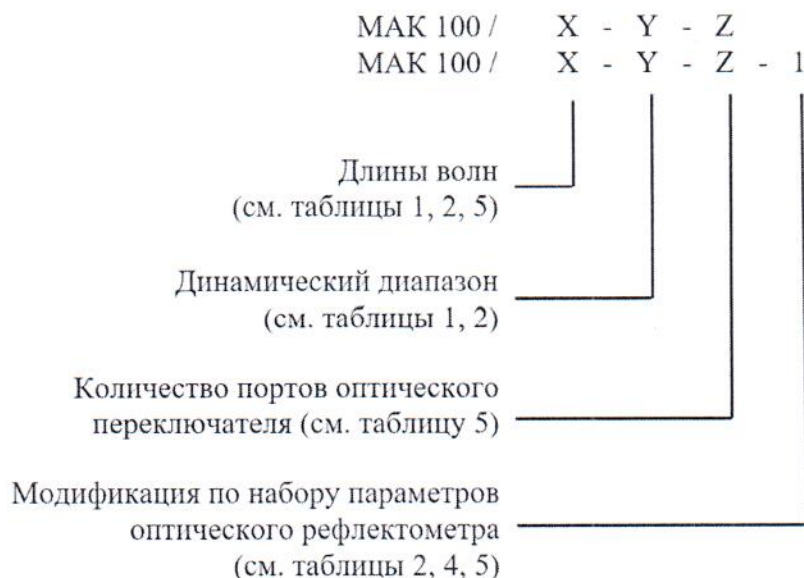 МАК 100 / X - Y - Z
МАК 100 / X - Y - Z - 1
Длины волн
(см. таблицы 1, 2, 5)
Динамический диапазон
(см. таблицы 1, 2)
Количество портов оптического
переключателя (см. таблицу 5)
Модификация по набору параметров
оптического рефлектометра
(см. таблицы 2, 4, 5)